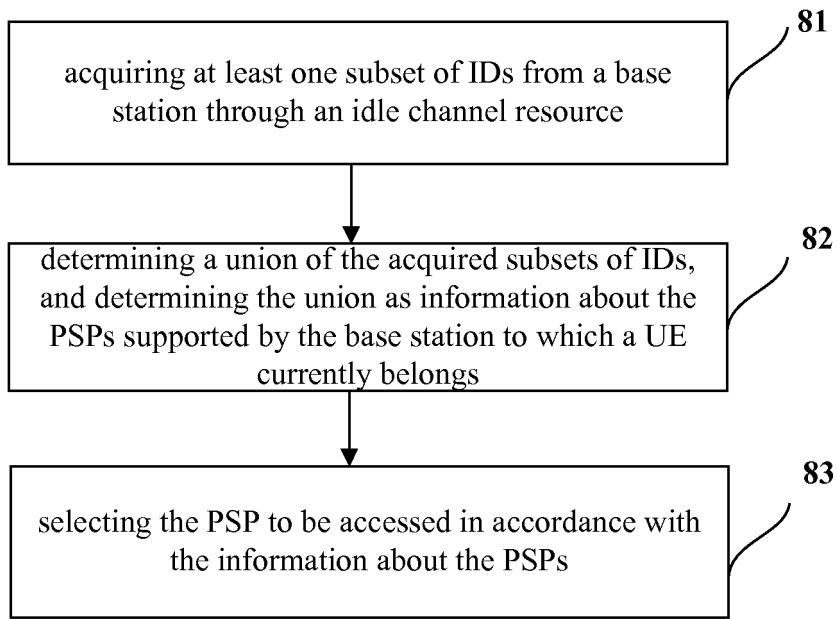 81
acquiring at least one subset of IDs from a base
station through an idle channel resource
82
determining a union of the acquired subsets of IDs,
and determining the union as information about the
PSPs supported by the base station to which a UE
currently belongs
83
selecting the PSP to be accessed in accordance with
the information about the PSPs